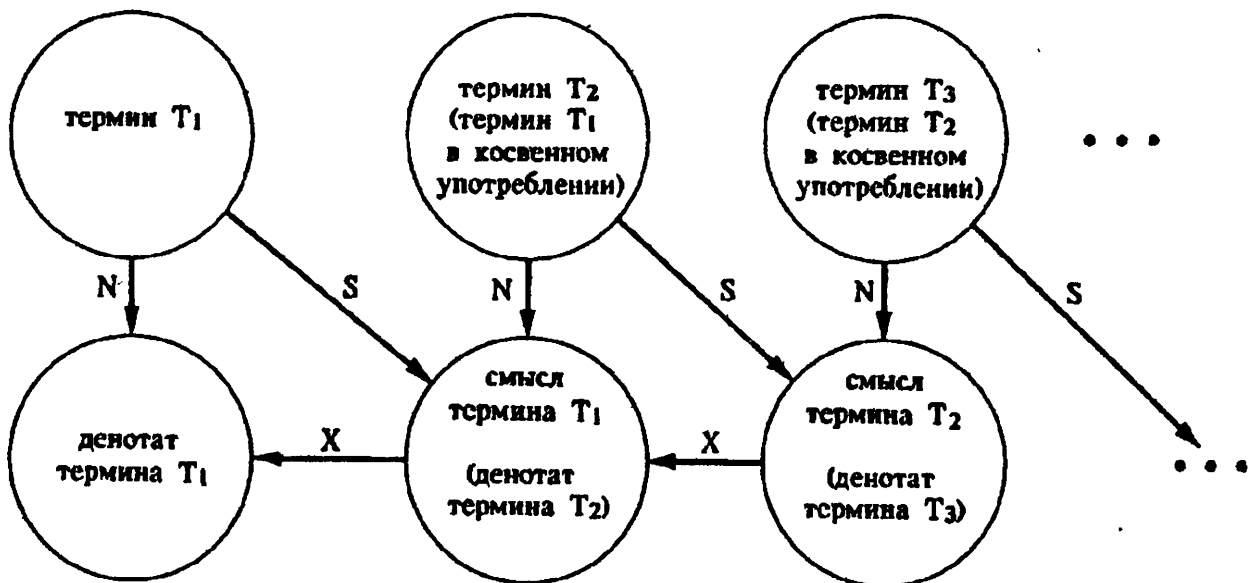 термин T1
термин T2
(термин T1
в косвенном
употреблении)
термин T3
(термин T2
в косвенном
употреблении)
• • •
N
S
N
S
N
S
денотат
термина T1
X
смысл
термина T1
(денотат
термина T2)
X
смысл
термина T2
(денотат
термина T3)
• • •